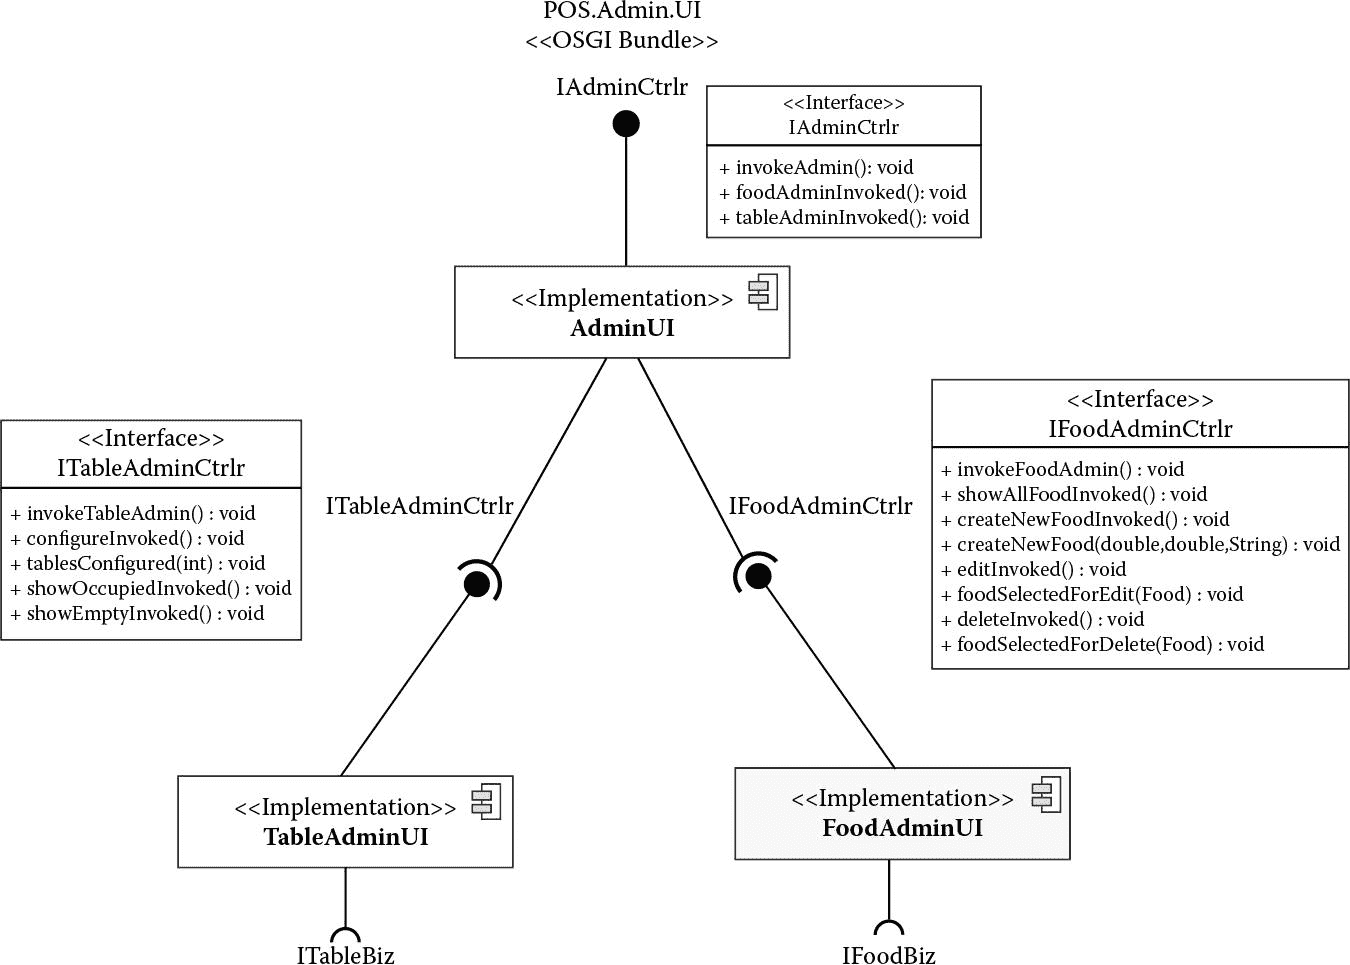 POS.Admin.UI
<<OSGI Bundle>>
IAdminCtrlr
<<Interface>>
IAdminCtrlr
+ invokeAdmin(): void
+ foodAdminInvoked(): void
+ tableAdminInvoked(): void
<<Implementation>>
AdminUI
<<Interface>>
ITableAdminCtrlr
+ invokeTableAdmin() : void
+ configureInvoked() : void
+ tablesConfigured(int) : void
+ showOccupiedInvoked() : void
+ showEmptyInvoked() : void
ITableAdminCtrlr
IFoodAdminCtrlr
<<Interface>>
IFoodAdminCtrlr
+ invokeFoodAdmin() : void
+ showAllFoodInvoked() : void
+ createNewFoodInvoked() : void
+ createNewFood(double,double,String) : void
+ editInvoked() : void
+ foodSelectedForEdit(Food) : void
+ deleteInvoked() : void
+ foodSelectedForDelete(Food) : void
<<Implementation>>
TableAdminUI
<<Implementation>>
FoodAdminUI
ITableBiz
IFoodBiz